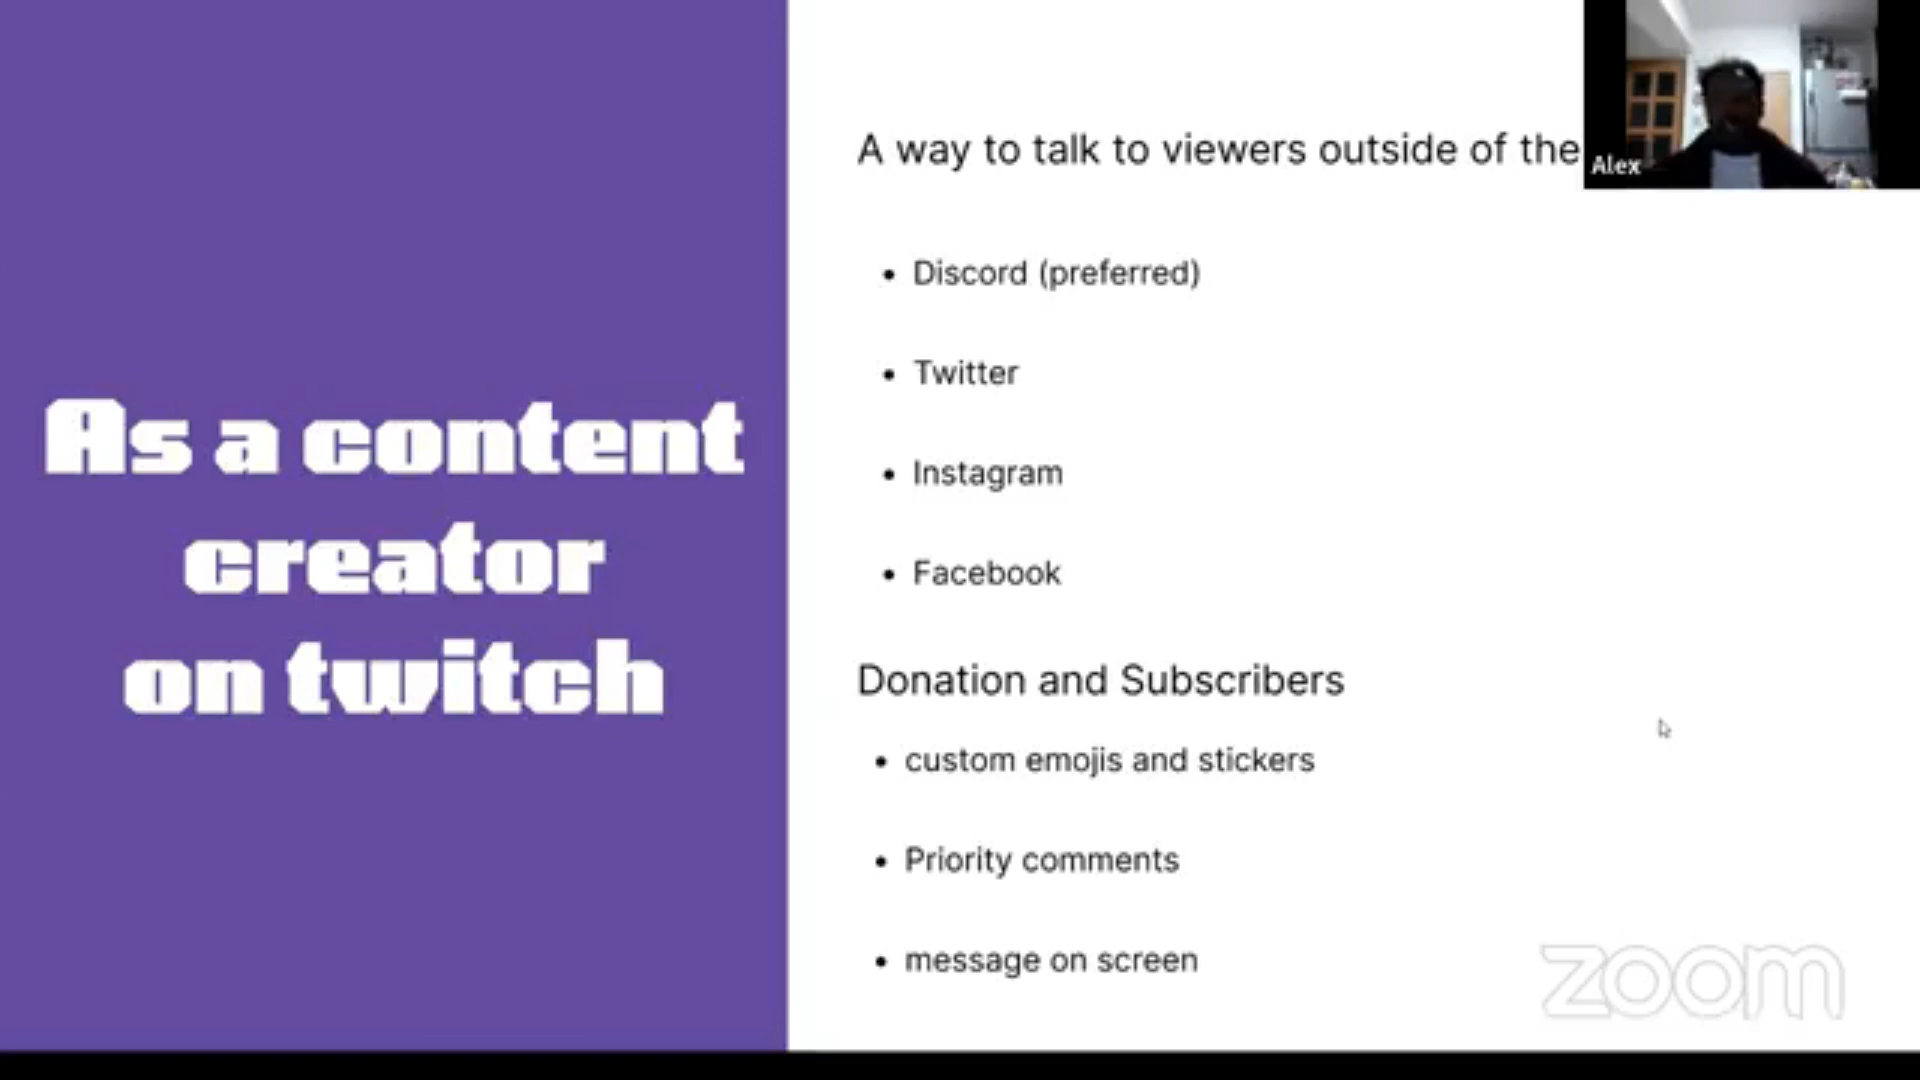 As a content
creator
on twitch
A way to talk to viewers outside of the
Alex
• Discord (preferred)
• Twitter
• Instagram
• Facebook
Donation and Subscribers
• custom emojis and stickers
• Priority comments
• message on screen
zoom